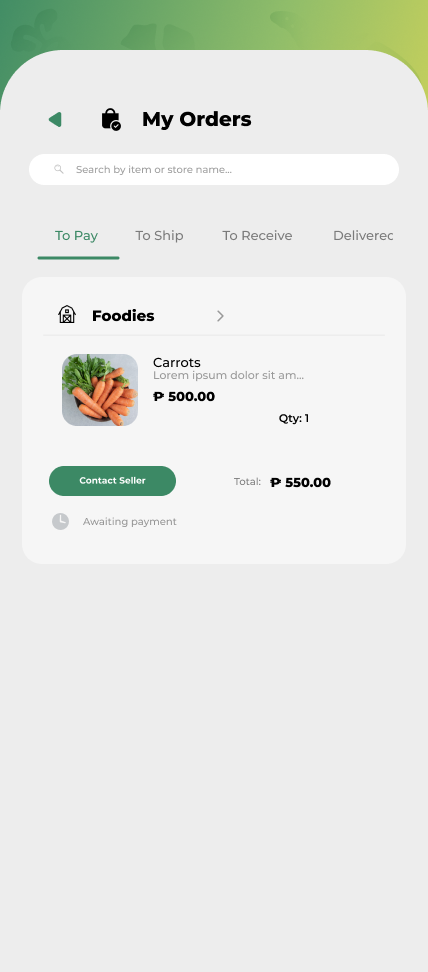 My Orders
Search by item or store name...
To Pay To Ship To Receive Delivered
Foodies
Carrots
Lorem ipsum dolor sit am...
₱ 500.00
Qty: 1
Contact Seller Total: ₱ 550.00
Awaiting payment